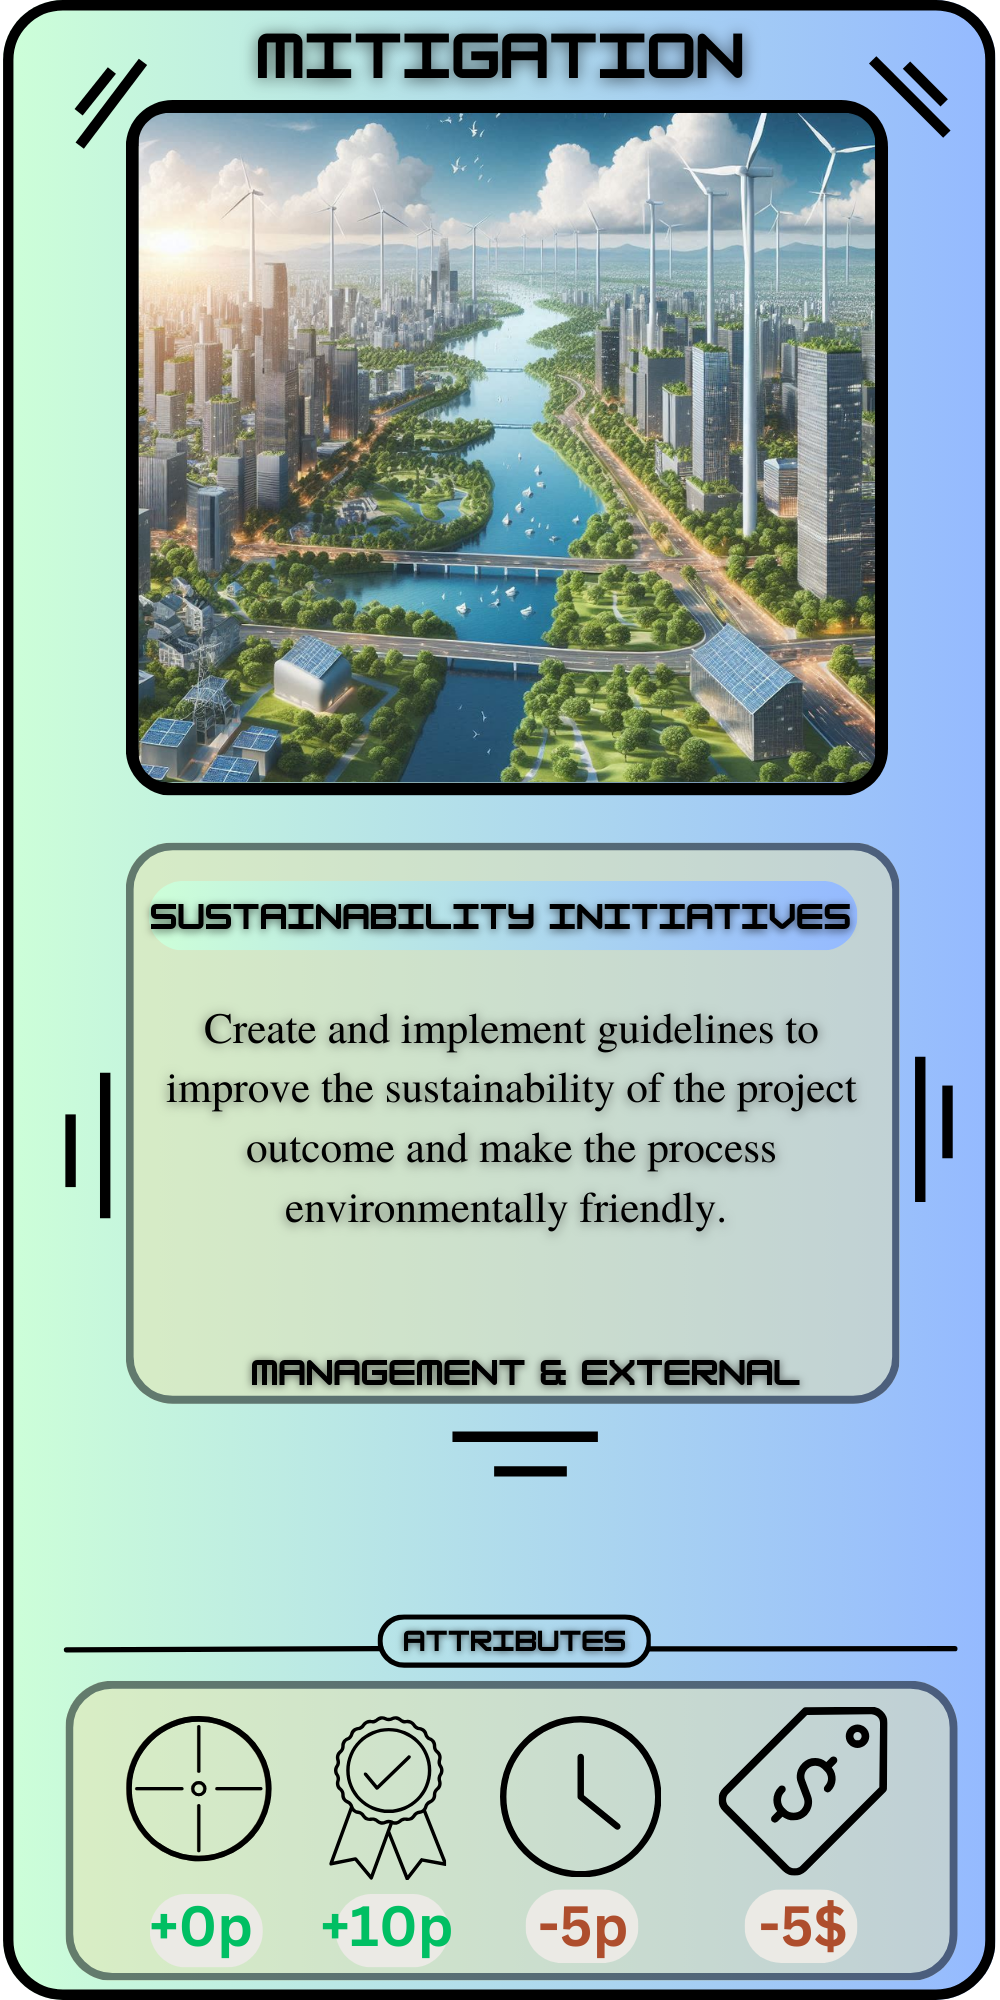 MITIGATION
SUSTAINABILITY INITIATIVES
Create and implement guidelines to
improve the sustainability of the project
outcome and make the process
environmentally friendly.
MANAGEMENT & EXTERNAL
ATTRIBUTES
$
+0p +10p -5p -5$